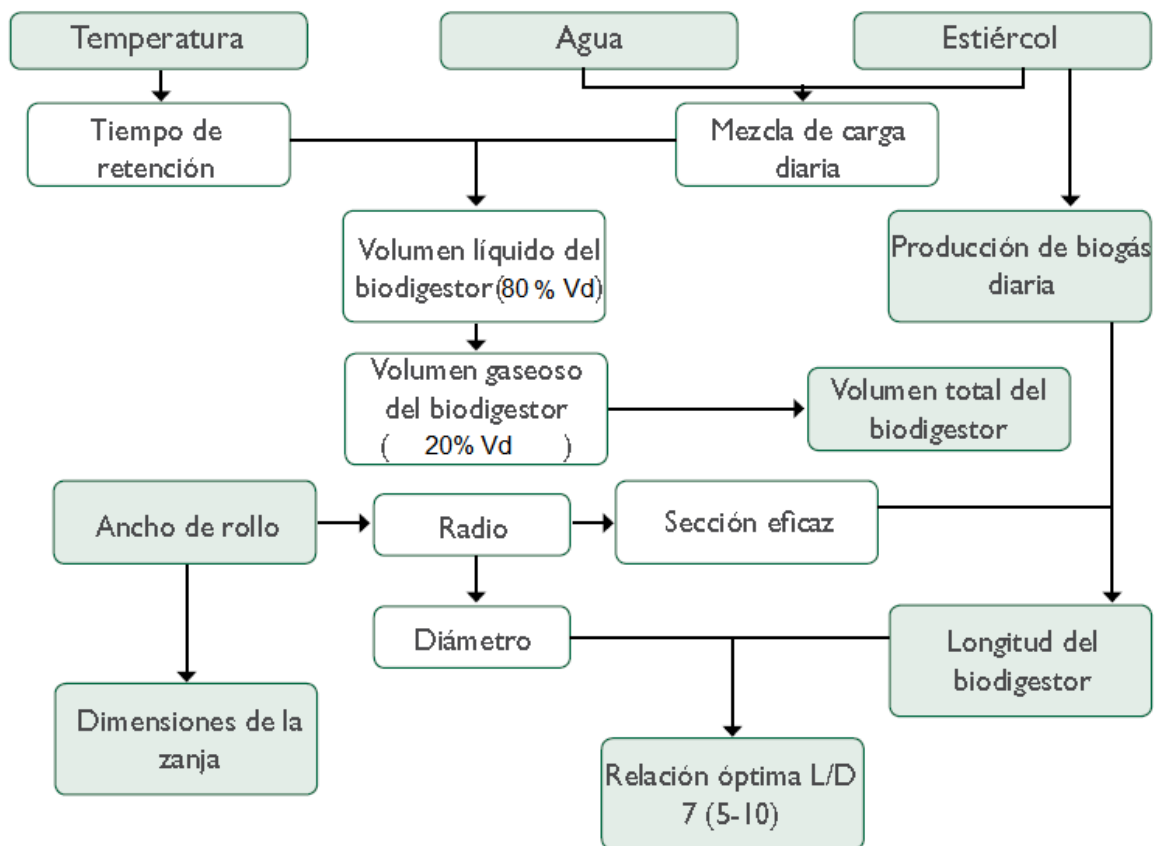 Temperatura
Agua
Estiércol
Tiempo de
retención
Mezcla de carga
diaria
Volumen líquido del
biodigestor(80 % Vd)
Producción de biogás
diaria
Volumen gaseoso
del biodigestor
( 20% Vd )
Volumen total del
biodigestor
Ancho de rollo
Radio
Sección eficaz
Diámetro
Longitud del
biodigestor
Dimensiones de la
zanja
Relación óptima L/D
7 (5-10)